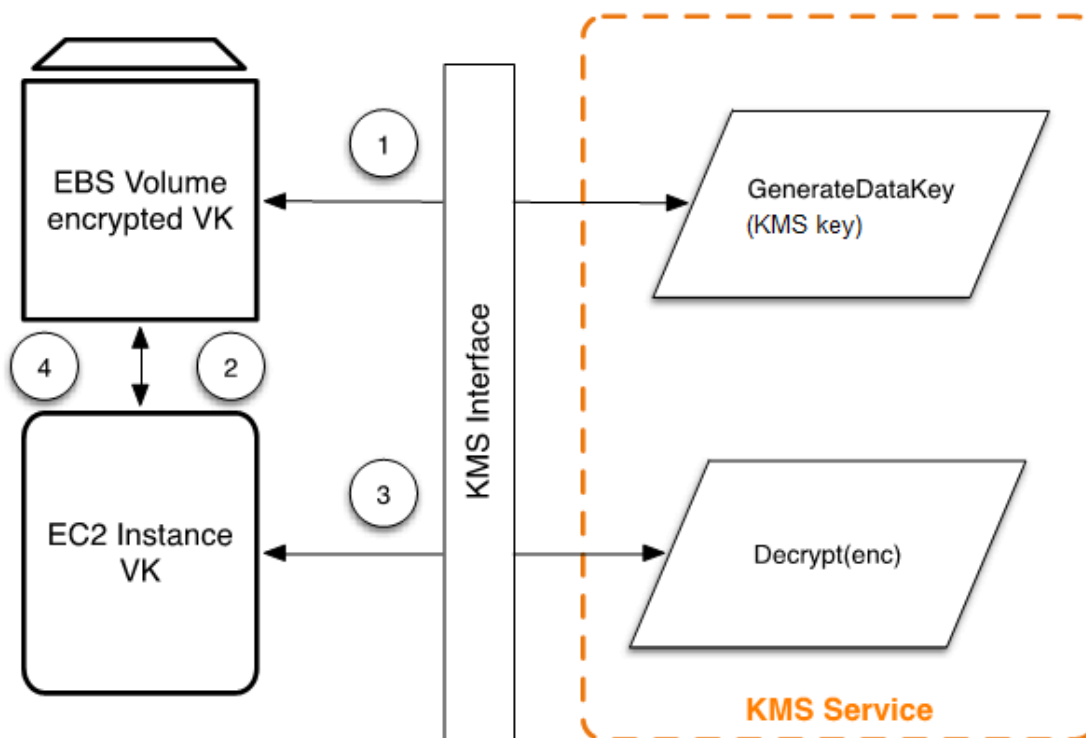 1
EBS Volume
encrypted VK
GenerateDataKey
(KMS key)
4
2
KMS Interface
3
EC2 Instance
VK
Decrypt(enc)
KMS Service